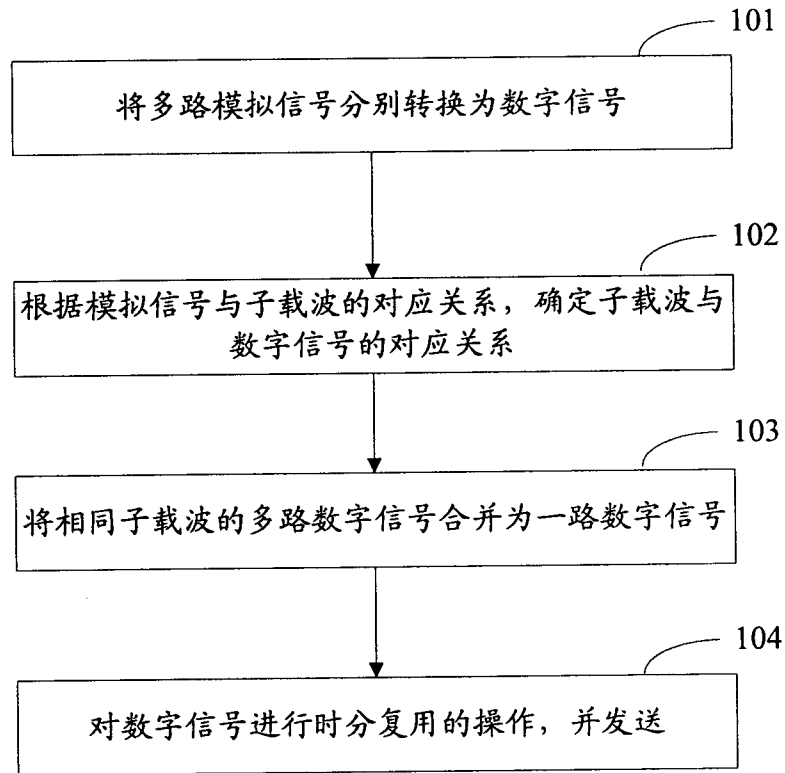 101
将多路模拟信号分别转换为数字信号
102
根据模拟信号与子载波的对应关系，确定子载波与
数字信号的对应关系
103
将相同子载波的多路数字信号合并为一路数字信号
104
对数字信号进行时分复用的操作，并发送